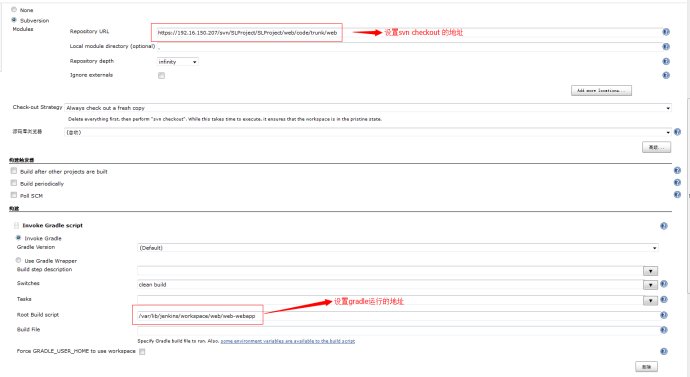 None
Subversion
Modules
Repository URL
https://192.16.150.207/svn/SLProject/SLProject/web/code/trunk/web
设置svn checkout 的地址
Local module directory (optional)
.
Repository depth
infinity
Ignore externals
Add more locations...
Check-out Strategy
Always check out a fresh copy
Delete everything first, then perform "svn checkout". While this takes time to execute, it ensures that the workspace is in the pristine state.
源码库浏览器
(自动)
高级...
构建触发器
Build after other projects are built
Build periodically
Poll SCM
构建
Invoke Gradle script
Invoke Gradle
Gradle Version
(Default)
Use Gradle Wrapper
Build step description
Switches
clean build
Tasks
设置gradle运行的地址
Root Build script
/var/lib/jenkins/workspace/web/web-webapp
Build File
Specify Gradle build file to run. Also, some environment variables are available to the build script
Force GRADLE_USER_HOME to use workspace
删除